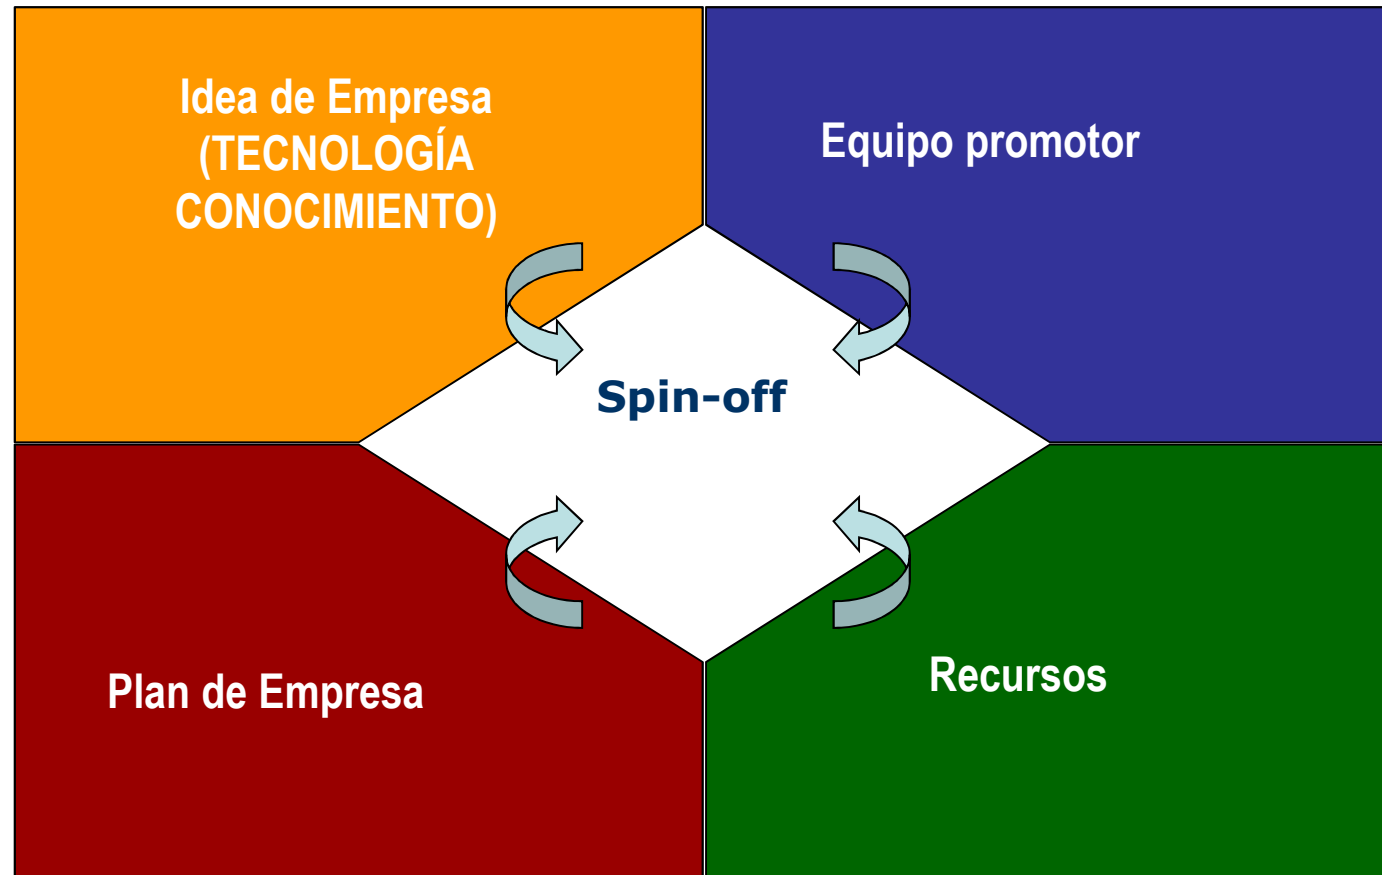 Idea de Empresa
(TECNOLOGÍA
CONOCIMIENTO)
Equipo promotor
Spin-off
Plan de Empresa
Recursos